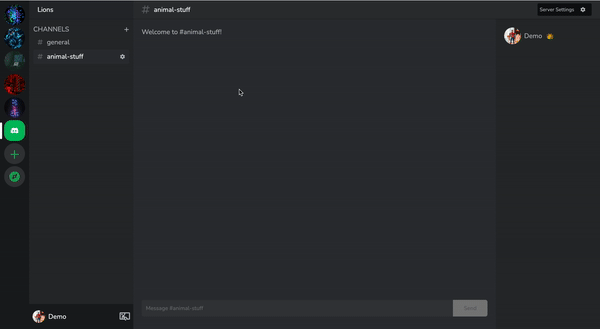 Lions
# animal-stuff
Server Settings
CHANNELS +
# general
# animal-stuff
Welcome to #animal-stuff!
Demo
Demo
Message #animal-stuff
Send